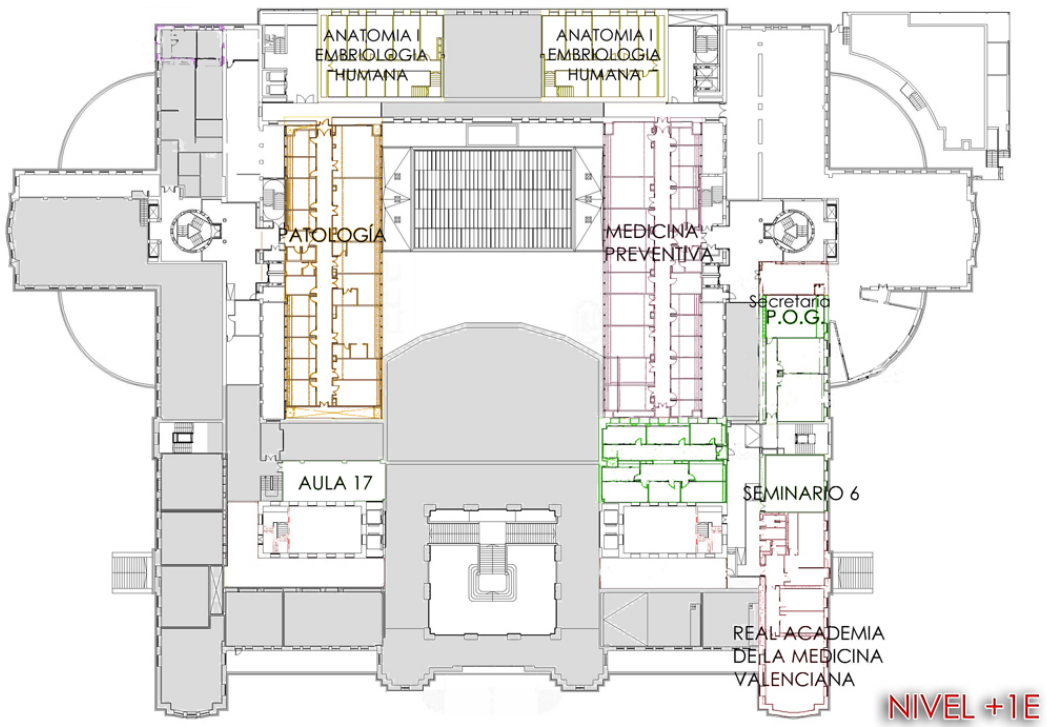 ANATOMIA I
EMBRIOLOGIA
HUMANA
ANATOMIA I
EMBRIOLOGIA
HUMANA
PATOLOGÍA
MEDICINA
PREVENTIVA
Secretaria
P.O.G.
AULA 17
SEMINARIO 6
REAL ACADEMIA
DE LA MEDICINA
VALENCIANA
NIVEL +1E